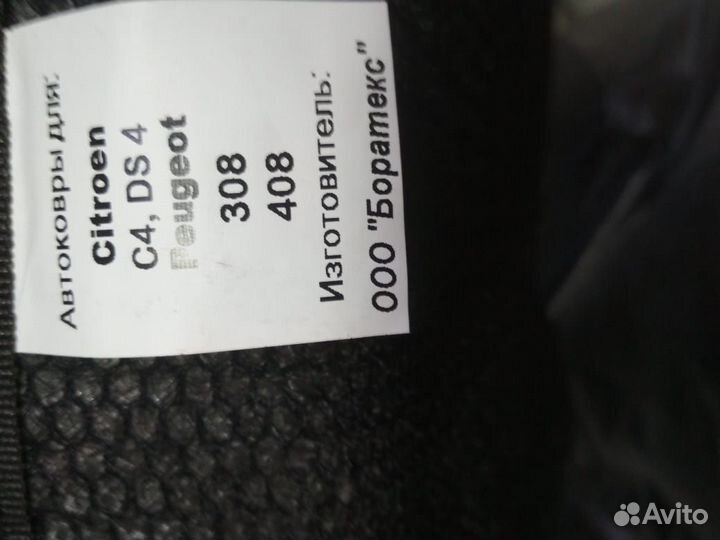 Автоковры для:
Citroen
C4, DS 4
Peugeot
308
408
Изготовитель:
ООО "Боратекс"
Avito